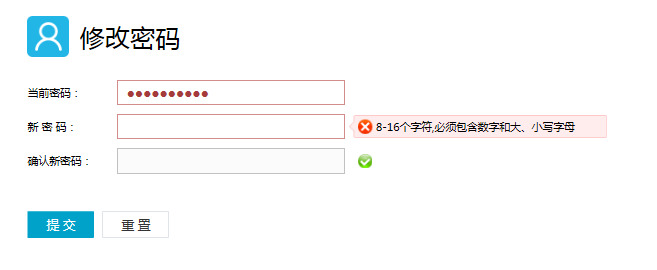 修改密码
当前密码： ●●●●●●●●●●
新 密 码： 8-16个字符,必须包含数字和大、小写字母
确认新密码：
提 交 重 置